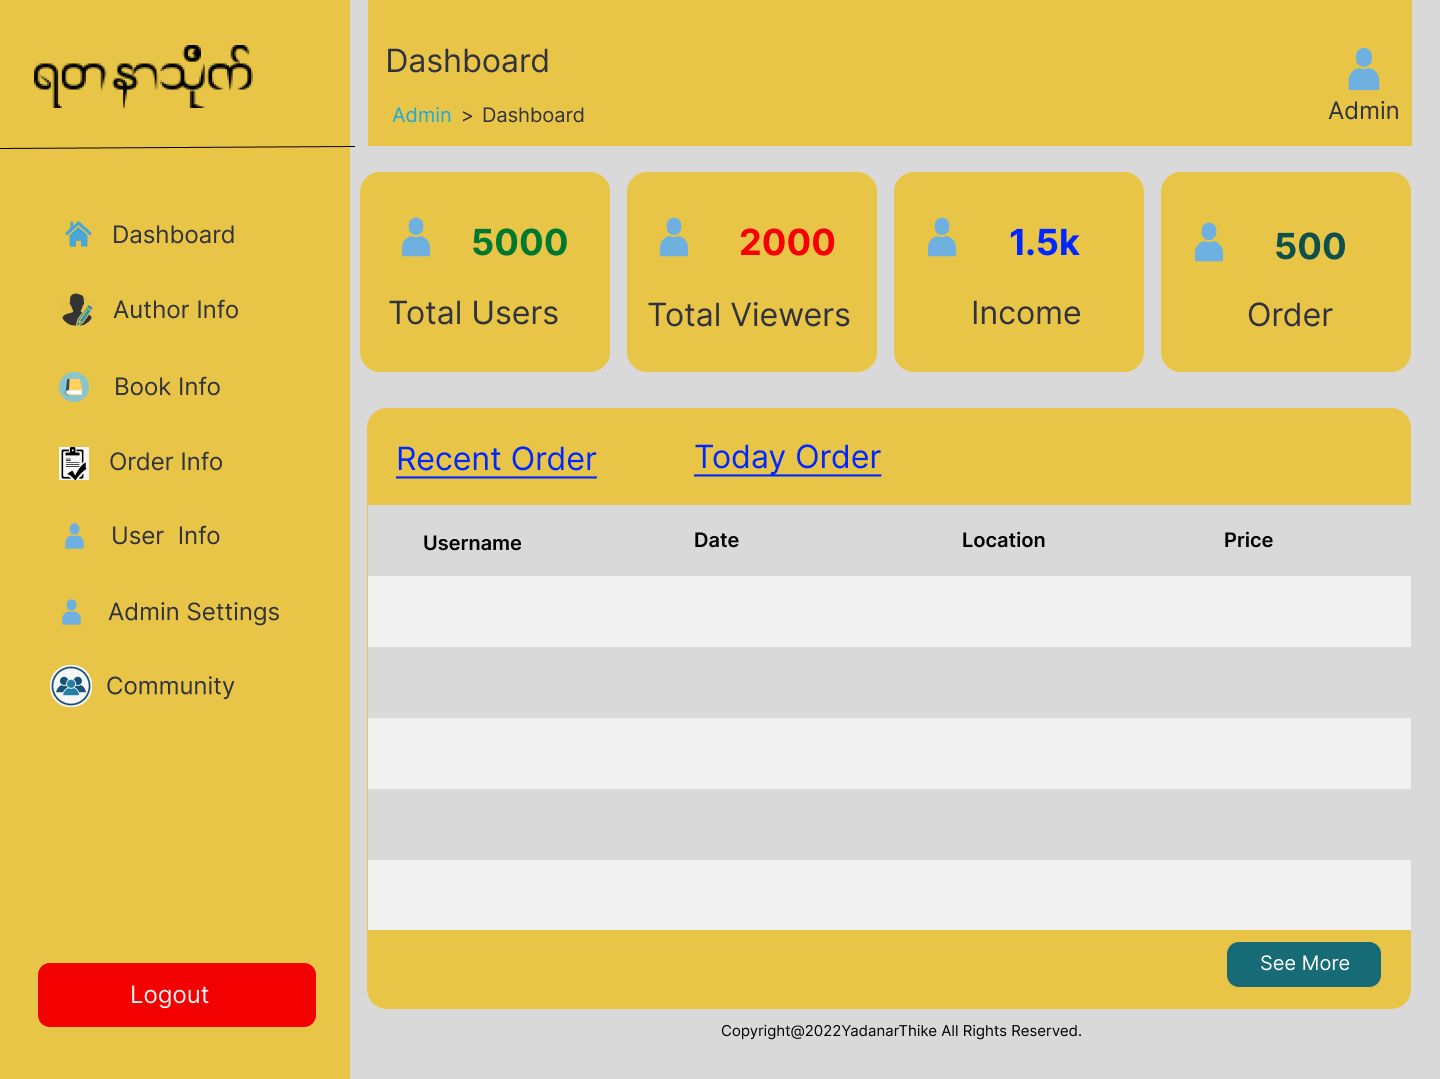 ရတနာသိုက်
Dashboard
Author Info
Book Info
Order Info
User Info
Admin Settings
Community
Logout
Dashboard
Admin > Dashboard
Admin
5000
Total Users
2000
Total Viewers
1.5k
Income
500
Order
Recent Order Today Order
Username Date Location Price
See More
Copyright@2022YadanarThike All Rights Reserved.